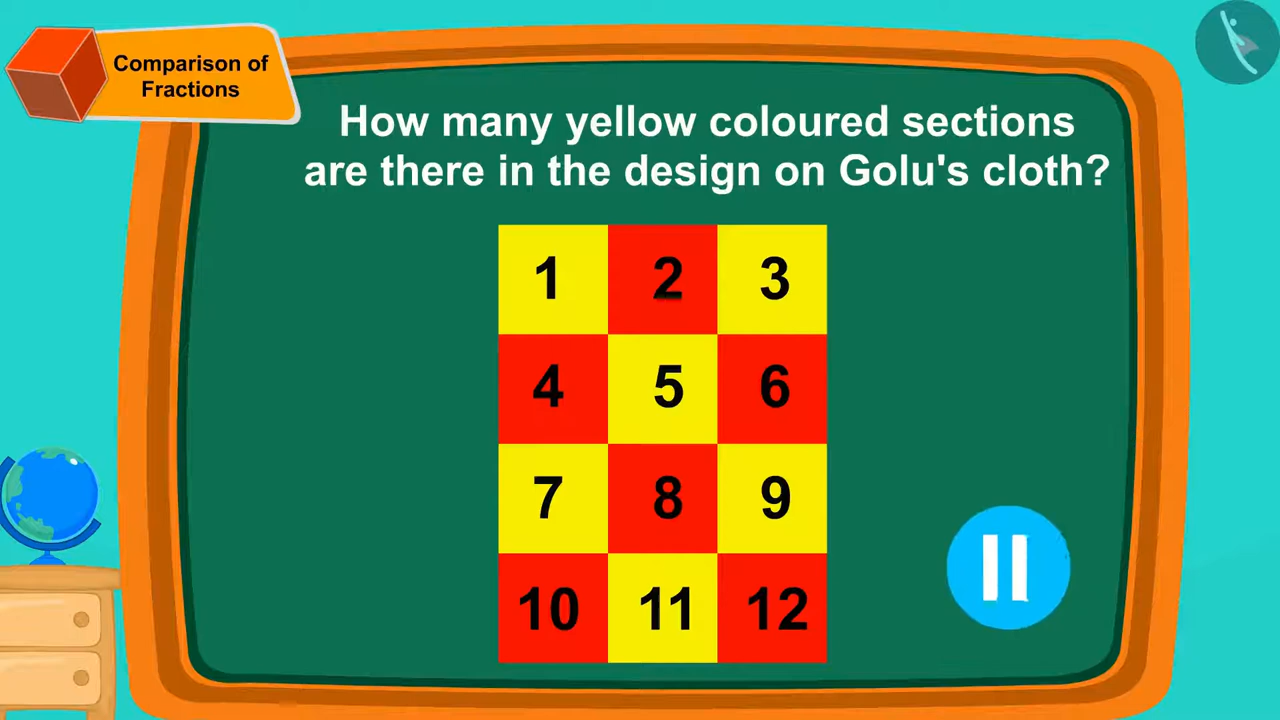 Comparison of
Fractions
How many yellow coloured sections
are there in the design on Golu's cloth?
1 2 3
4 5 6
7 8 9
10 11 12